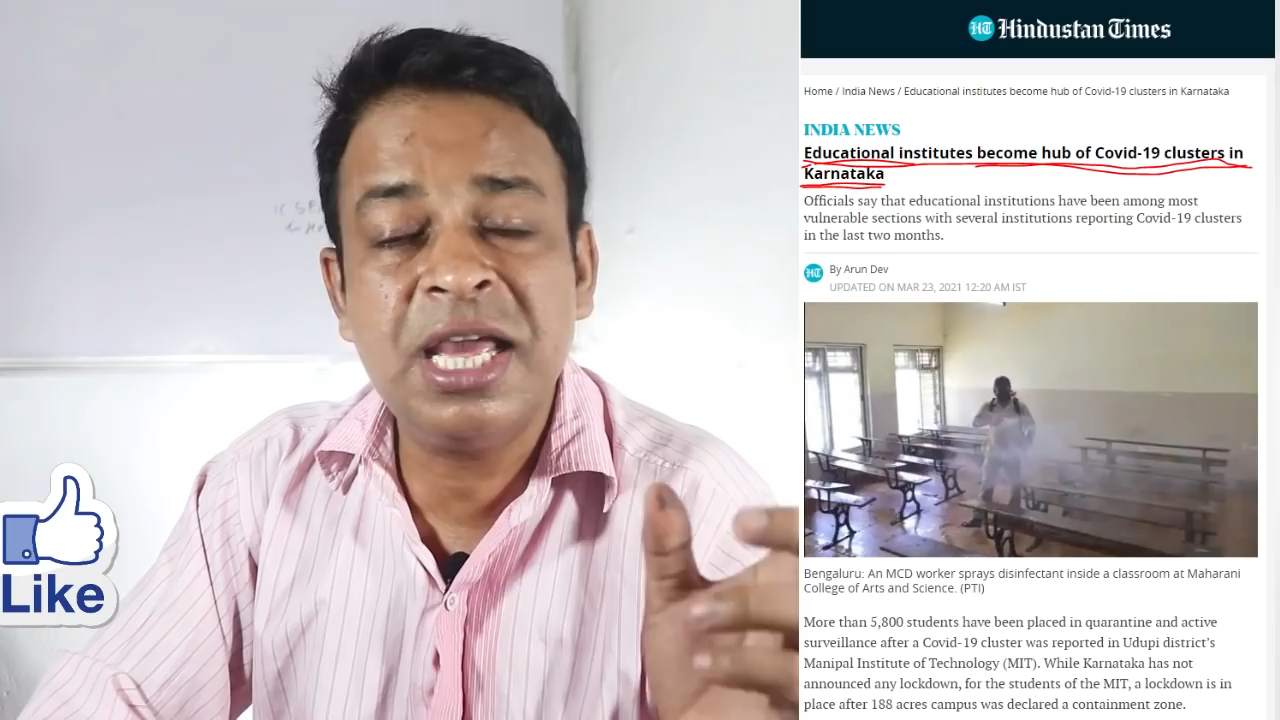 Like
HT Hindustan Times
Home / India News / Educational institutes become hub of Covid-19 clusters in Karnataka
INDIA NEWS
Educational institutes become hub of Covid-19 clusters in
Karnataka
Officials say that educational institutions have been among most
vulnerable sections with several institutions reporting Covid-19 clusters
in the last two months.
HT By Arun Dev
UPDATED ON MAR 23, 2021 12:20 AM IST
Bengaluru: An MCD worker sprays disinfectant inside a classroom at Maharani
College of Arts and Science. (PTI)
More than 5,800 students have been placed in quarantine and active
surveillance after a Covid-19 cluster was reported in Udupi district's
Manipal Institute of Technology (MIT). While Karnataka has not
announced any lockdown, for the students of the MIT, a lockdown is in
place after 188 acres campus was declared a containment zone.